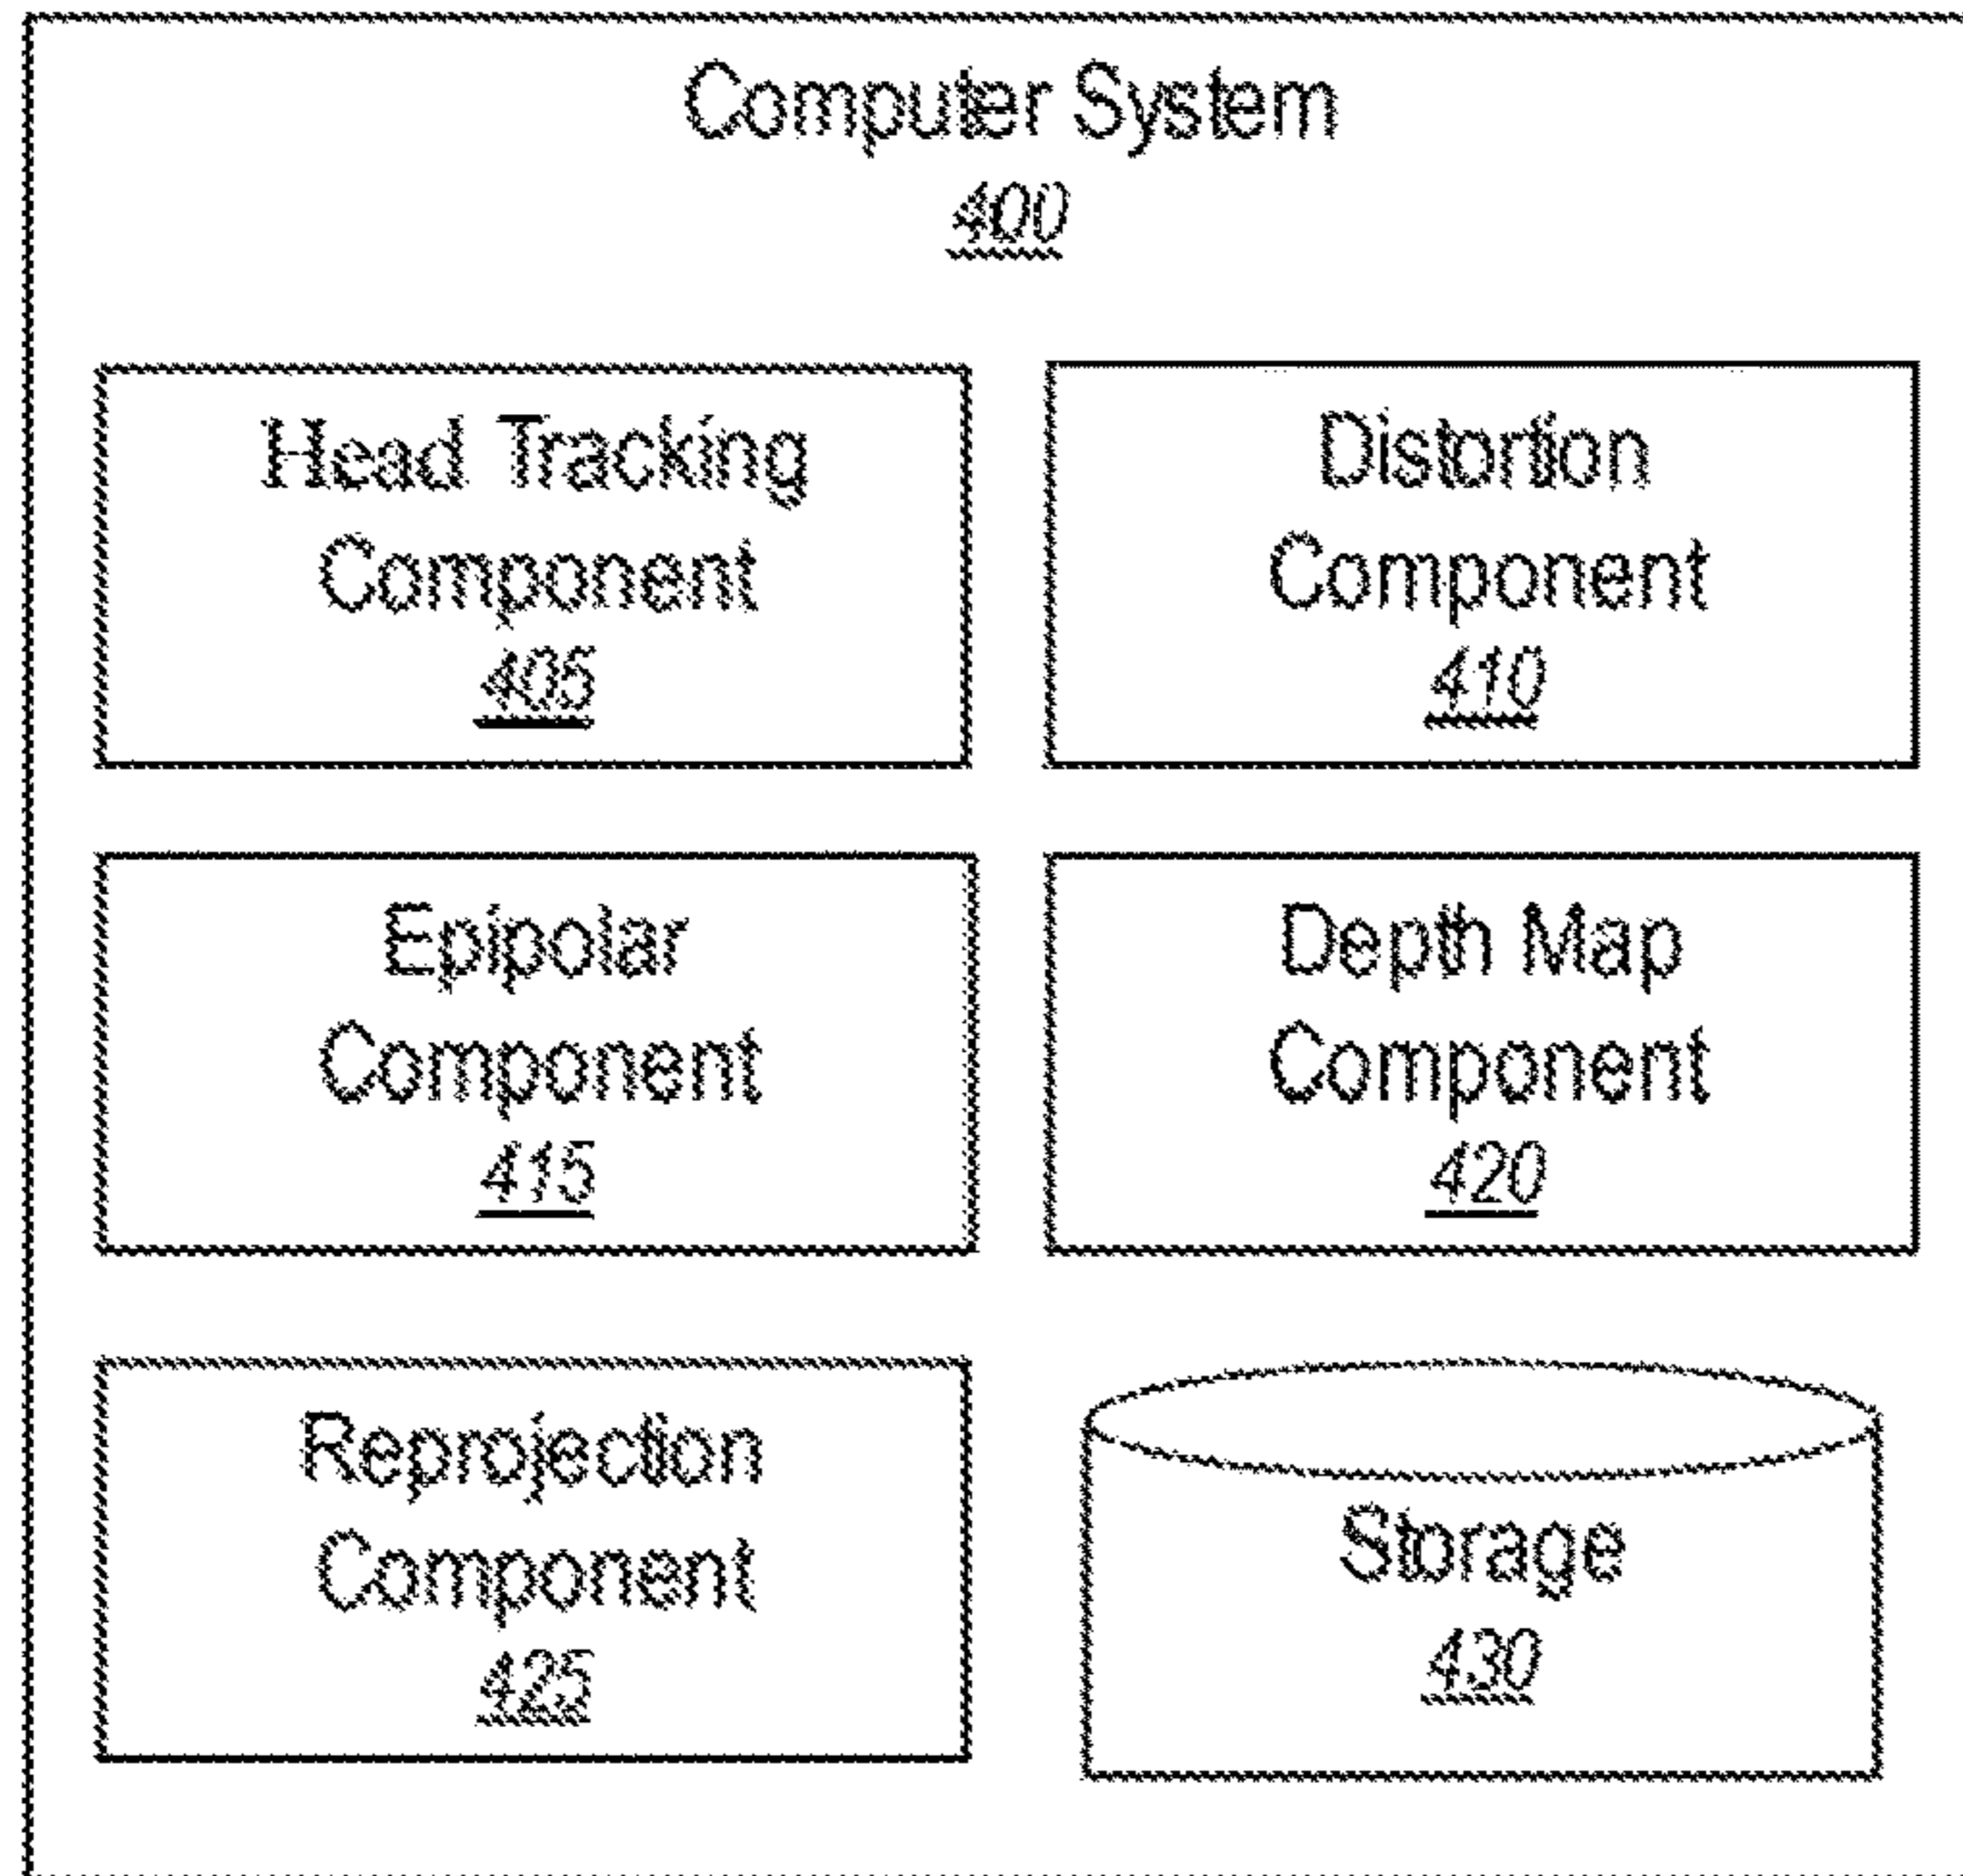 Computer System
400
Head Tracking
Component
405
Distortion
Component
410
Epipolar
Component
415
Depth Map
Component
420
Reprojection
Component
425
Storage
430